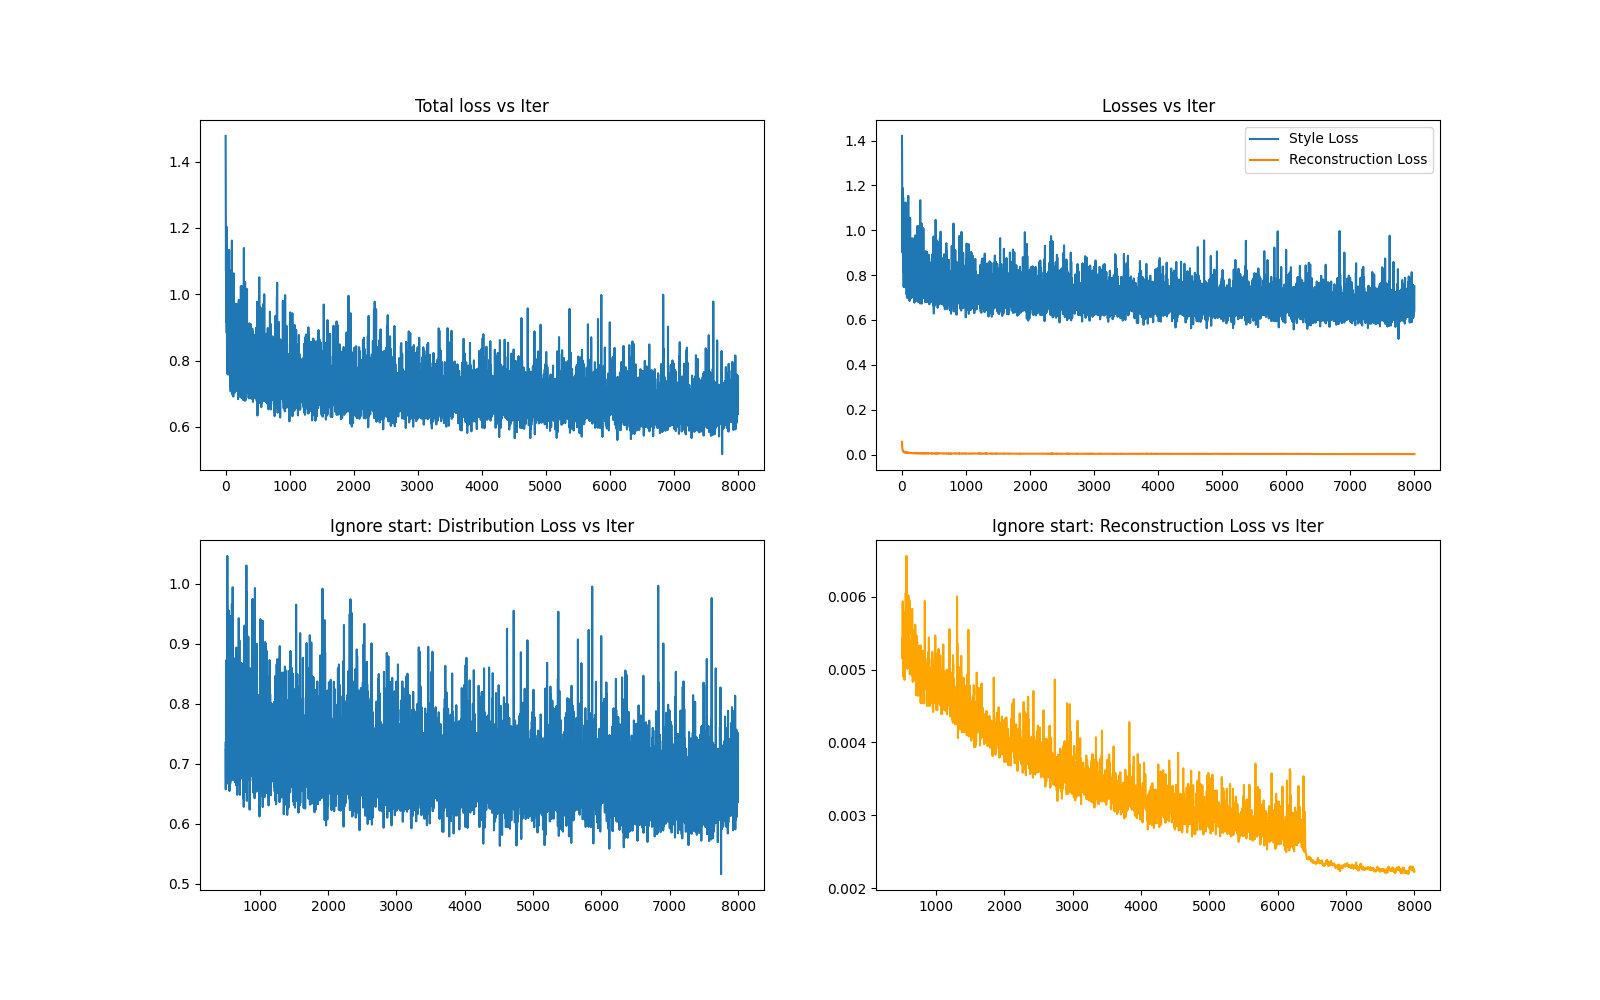 Total loss vs Iter
1.4
1.2
1.0
0.8
0.6
0 1000 2000 3000 4000 5000 6000 7000 8000
Losses vs Iter
Style Loss
Reconstruction Loss
1.4
1.2
1.0
0.8
0.6
0.4
0.2
0.0
0 1000 2000 3000 4000 5000 6000 7000 8000
Ignore start: Distribution Loss vs Iter
1.0
0.9
0.8
0.7
0.6
0.5
1000 2000 3000 4000 5000 6000 7000 8000
Ignore start: Reconstruction Loss vs Iter
0.006
0.005
0.004
0.003
0.002
1000 2000 3000 4000 5000 6000 7000 8000